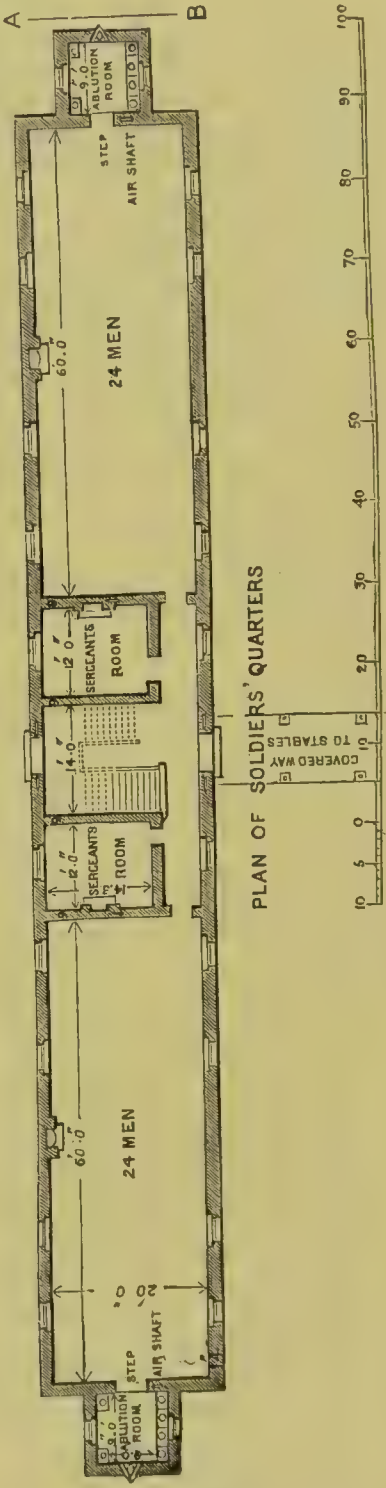 A
B
9.0"
ABLUTION
ROOM
STEP
AIR SHAFT
60.0"
24 MEN
12.0"
SERGEANTS
ROOM
14.0"
12.0"
SERGEANTS
ROOM
60.0"
24 MEN
20.0"
STEP
AIR SHAFT
9.0"
ABLUTION
ROOM
PLAN OF SOLDIERS' QUARTERS
COVERED WAY
TO STABLES
10 5 0 10 20 30 40 50 60 70 80 90 100